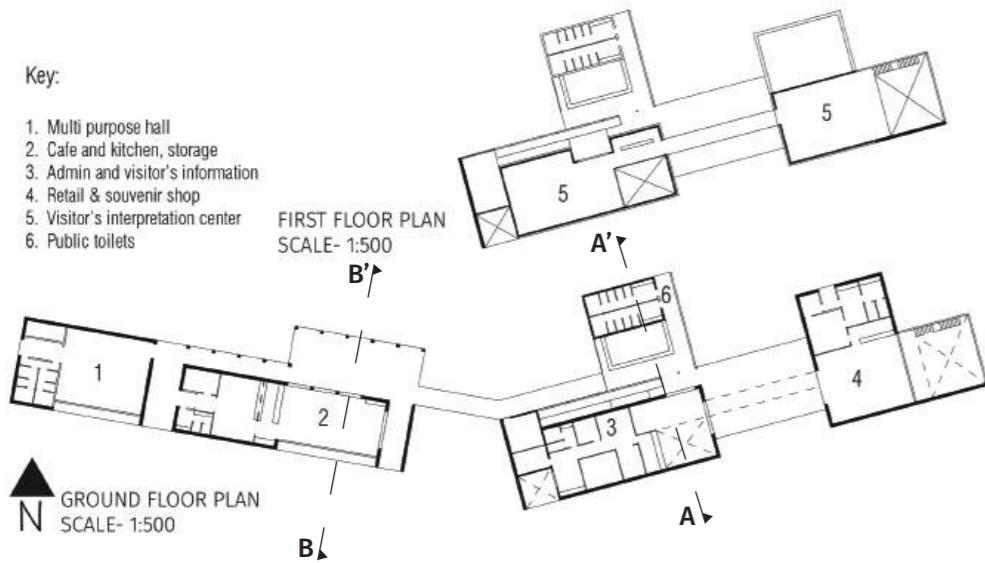 Key:
1. Multi purpose hall
2. Cafe and kitchen, storage
3. Admin and visitor's information
4. Retail & souvenir shop
5. Visitor's interpretation center
6. Public toilets
FIRST FLOOR PLAN
SCALE- 1:500
5
5
A'
B'
6
1
2
3
4
N
GROUND FLOOR PLAN
SCALE- 1:500
A
B